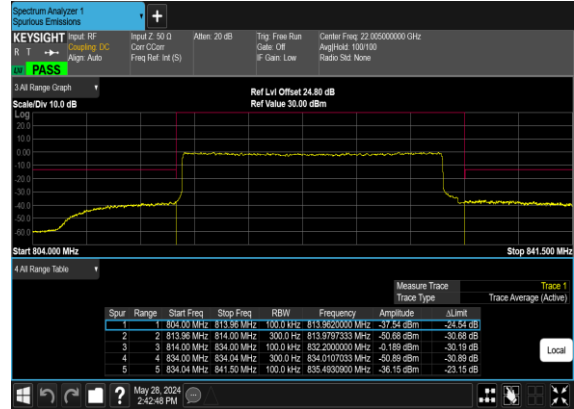 Spectrum Analyzer 1
Spurious Emissions
+
KEYSIGHT Input: RF Input Z: 50 Ω Atten: 20 dB Trig: Free Run Center Freq: 22.005000000 GHz
R T Coupling: DC Corr CCorr Gate: Off Avg|Hold: 100/100
Align: Auto Freq Ref: Int (S) IF Gain: Low Radio Std: None
PASS
3 All Range Graph Ref Lvl Offset 24.80 dB
Scale/Div 10.0 dB Ref Value 30.00 dBm
Log
20.0
10.0
0.00
-10.0
-20.0
-30.0
-40.0
-50.0
-60.0
Start 804.000 MHz Stop 841.500 MHz
4 All Range Table
Measure Trace Trace 1
Trace Type Trace Average (Active)
Spur Range Start Freq Stop Freq RBW Frequency Amplitude ΔLimit
1 1 804.00 MHz 813.96 MHz 100.0 kHz 813.9620000 MHz -37.54 dBm -24.54 dB
2 2 813.96 MHz 814.00 MHz 300.0 Hz 813.9797333 MHz -50.68 dBm -30.68 dB
3 3 814.00 MHz 834.00 MHz 100.0 kHz 832.2000000 MHz -0.189 dBm -30.19 dB
4 4 834.00 MHz 834.04 MHz 300.0 Hz 834.0107033 MHz -50.89 dBm -30.89 dB
5 5 834.04 MHz 841.50 MHz 100.0 kHz 835.4930900 MHz -36.15 dBm -23.15 dB
Local
? May 28, 2024
2:42:48 PM